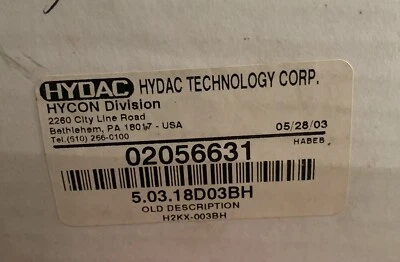 HYDAC HYDAC TECHNOLOGY CORP.
HYCON Division
2260 City Line Road
Bethlehem, PA 18017 - USA
Tel.(610) 266-0100
05/28/03
HABEB
02056631
5.03.18D03BH
OLD DESCRIPTION
H2KX-003BH